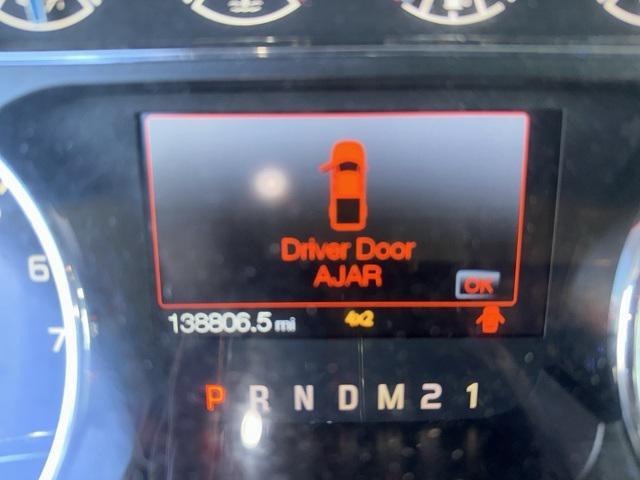 Driver Door
AJAR
OK
138806.5 mi 4x2
6
7
P R N D M 2 1